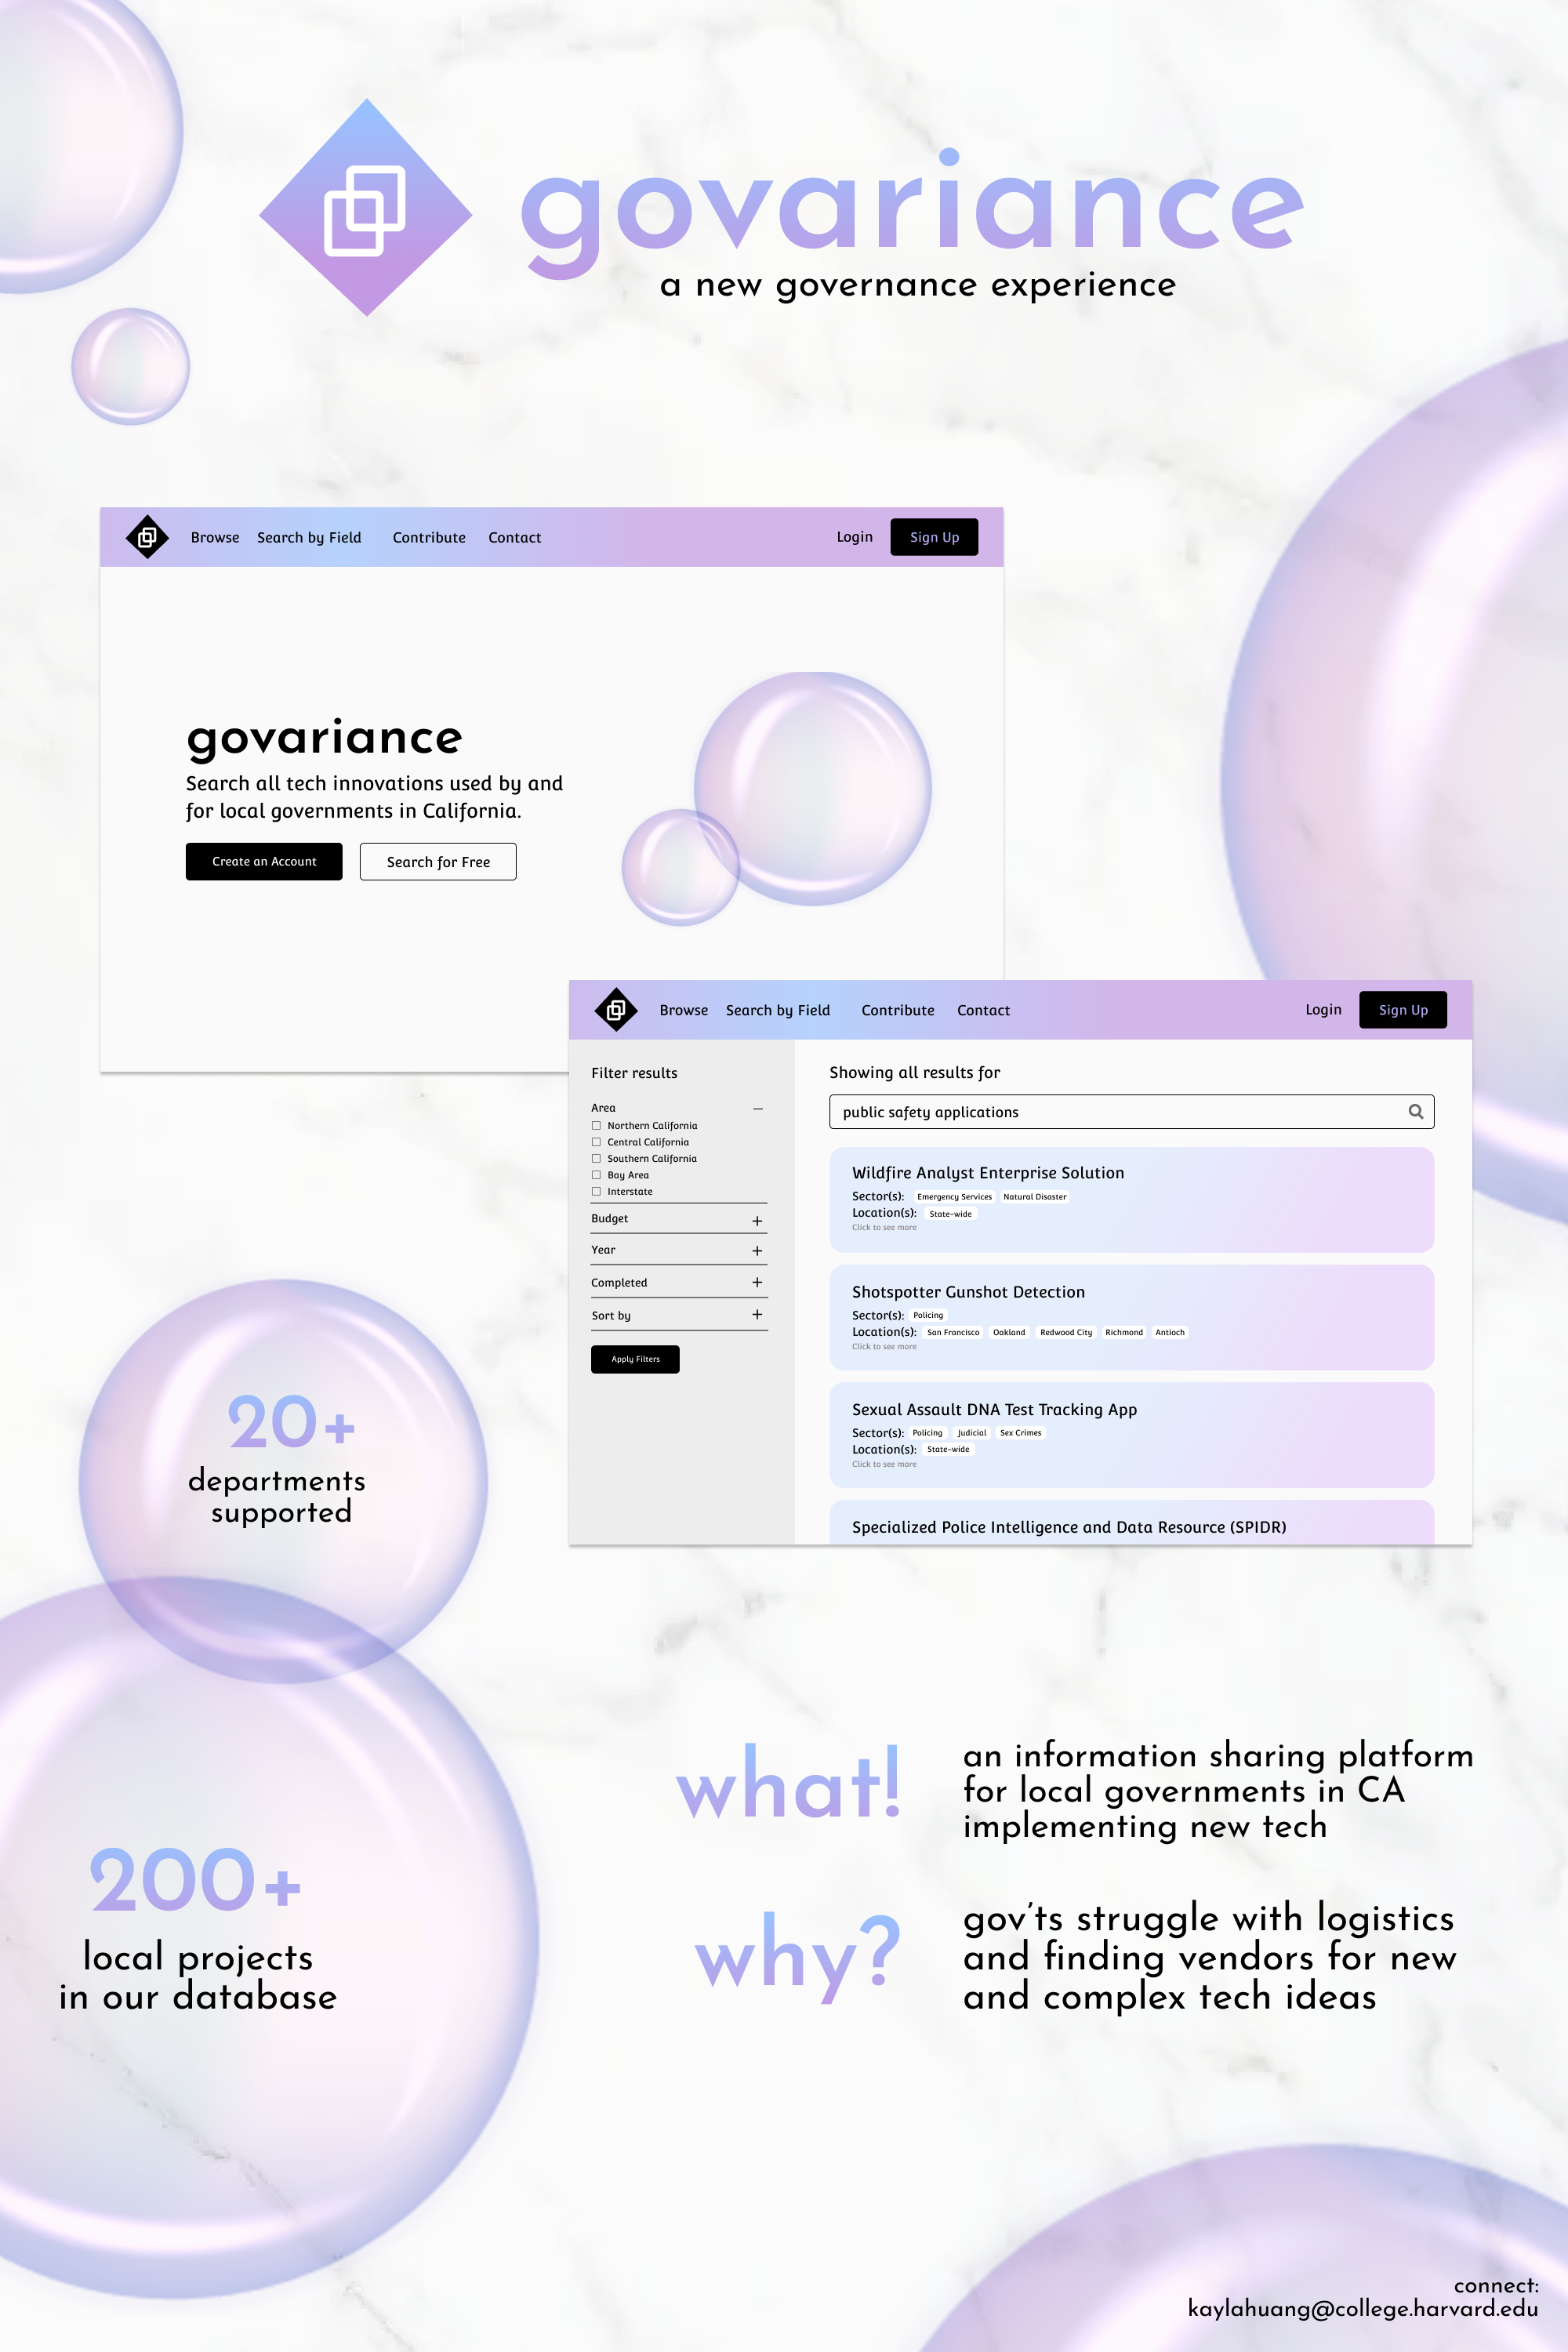 govariance
a new governance experience
Browse Search by Field Contribute Contact Login Sign Up
govariance
Search all tech innovations used by and
for local governments in California.
Create an Account Search for Free
Browse Search by Field Contribute Contact Login Sign Up
Filter results
Area –
Northern California
Central California
Southern California
Bay Area
Interstate
Budget +
Year +
Completed +
Sort by +
Apply Filters
Showing all results for
public safety applications
Wildfire Analyst Enterprise Solution
Sector(s): Emergency Services Natural Disaster
Location(s): State-wide
Click to see more
Shotspotter Gunshot Detection
Sector(s): Policing
Location(s): San Francisco Oakland Redwood City Richmond Antioch
Click to see more
Sexual Assault DNA Test Tracking App
Sector(s): Policing Judicial Sex Crimes
Location(s): State-wide
Click to see more
Specialized Police Intelligence and Data Resource (SPIDR)
20+
departments
supported
200+
local projects
in our database
what!
an information sharing platform
for local governments in CA
implementing new tech
why?
gov'ts struggle with logistics
and finding vendors for new
and complex tech ideas
connect:
kaylahuang@college.harvard.edu